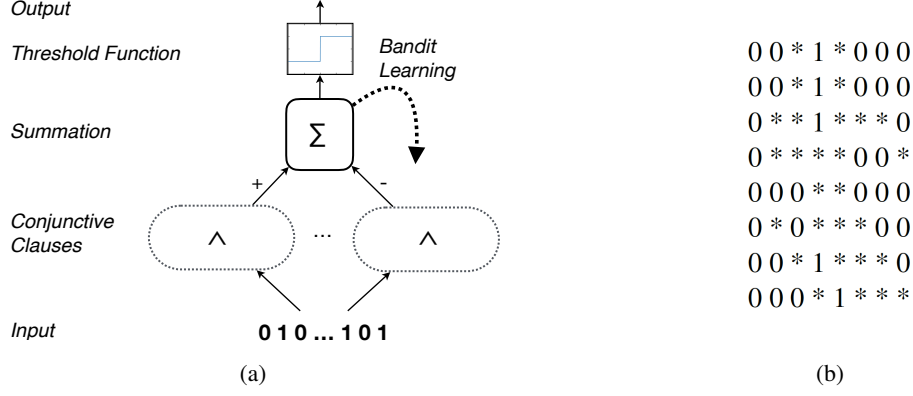 Output
Threshold Function
Bandit
Learning
Summation
Σ
+ -
Conjunctive
Clauses
∧ ... ∧
Input
0 1 0 ... 1 0 1
(a)
0 0 * 1 * 0 0 0
0 0 * 1 * 0 0 0
0 * * 1 * * * 0
0 * * * * 0 0 *
0 0 0 * * 0 0 0
0 * 0 * * * 0 0
0 0 * 1 * * * 0
0 0 0 * 1 * * *
(b)